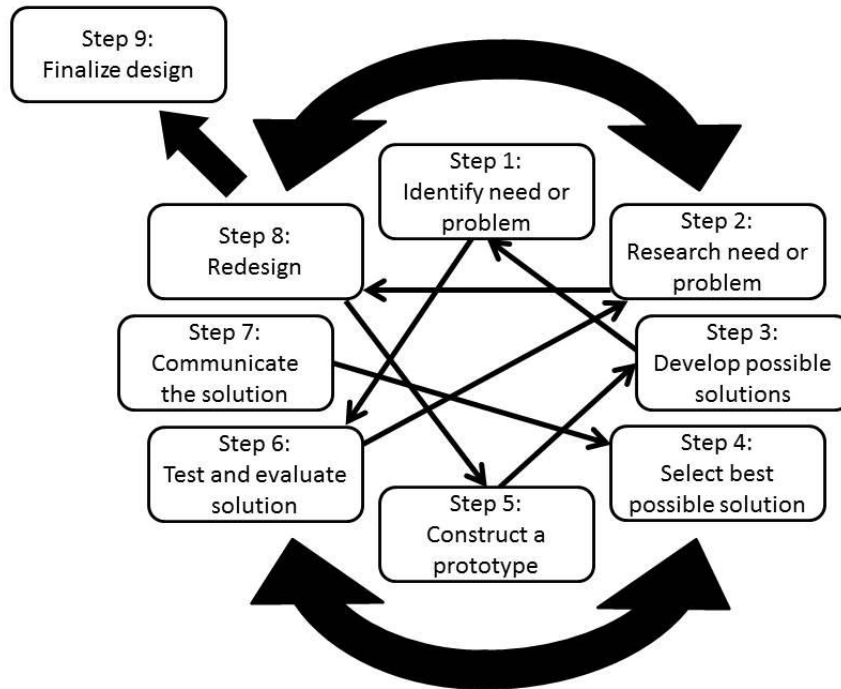 Step 9:
Finalize design
Step 1:
Identify need or
problem
Step 8:
Redesign
Step 2:
Research need or
problem
Step 7:
Communicate
the solution
Step 3:
Develop possible
solutions
Step 6:
Test and evaluate
solution
Step 4:
Select best
possible solution
Step 5:
Construct a
prototype